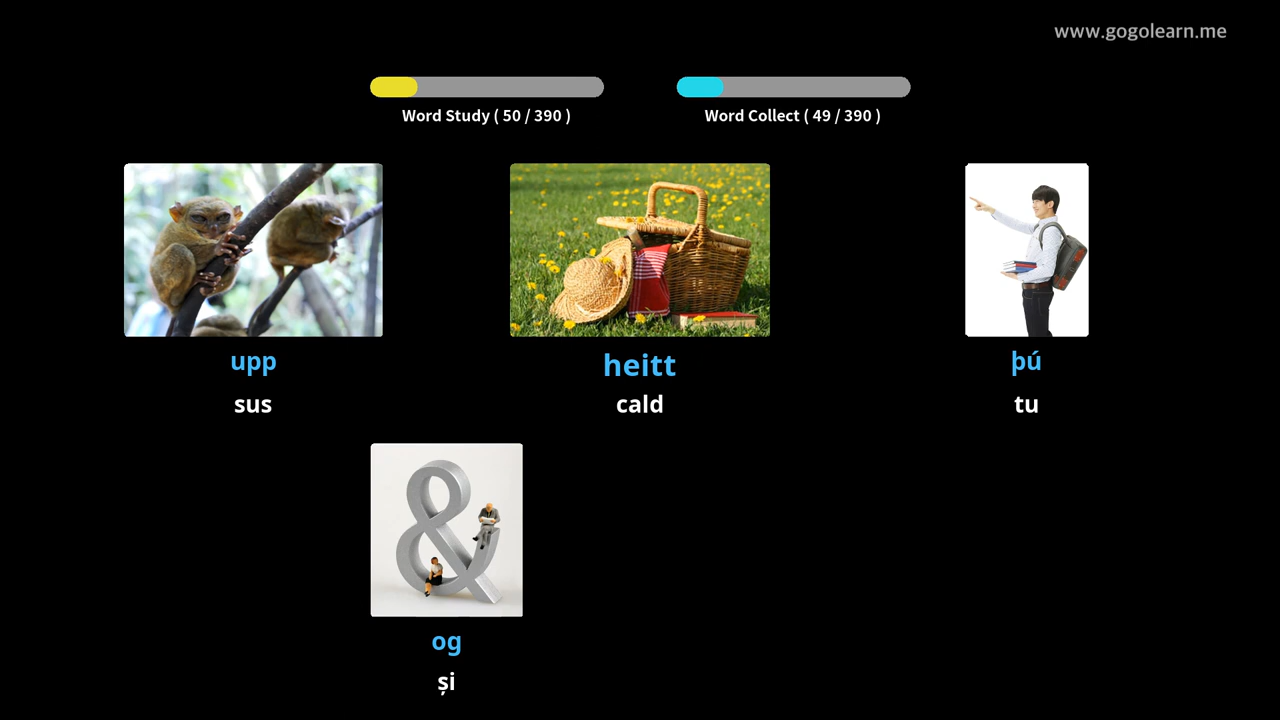 www.gogolearn.me
Word Study ( 50 / 390 )
Word Collect ( 49 / 390 )
upp
sus
heitt
cald
þú
tu
og
și